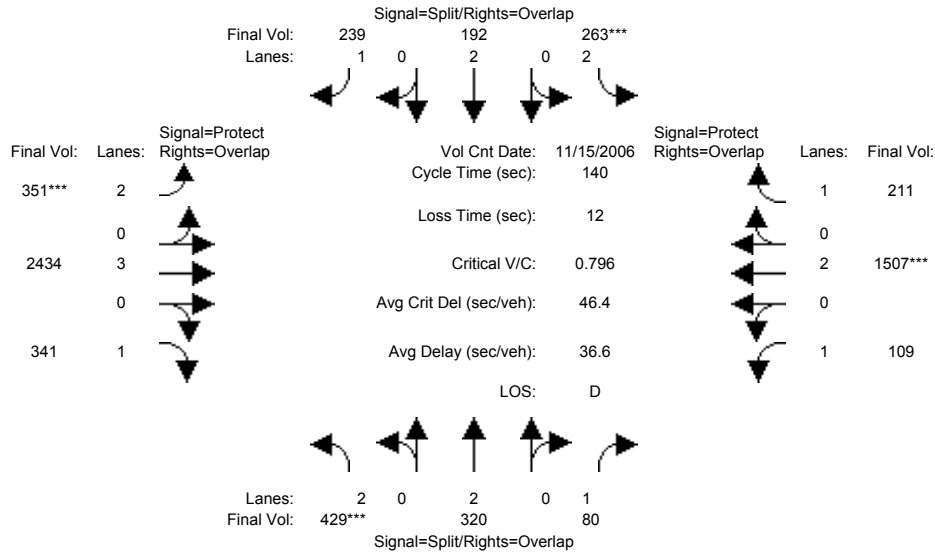 Signal=Split/Rights=Overlap
Final Vol: 239 192 263***
Lanes: 1 0 2 0 2
Signal=Protect Signal=Protect
Final Vol: Lanes: Rights=Overlap Vol Cnt Date: 11/15/2006 Rights=Overlap Lanes: Final Vol:
Cycle Time (sec): 140
351*** 2 1 211
Loss Time (sec): 12
0 0
2434 3 Critical V/C: 0.796 2 1507***
0 Avg Crit Del (sec/veh): 46.4 0
341 1 Avg Delay (sec/veh): 36.6 1 109
LOS: D
Lanes: 2 0 2 0 1
Final Vol: 429*** 320 80
Signal=Split/Rights=Overlap